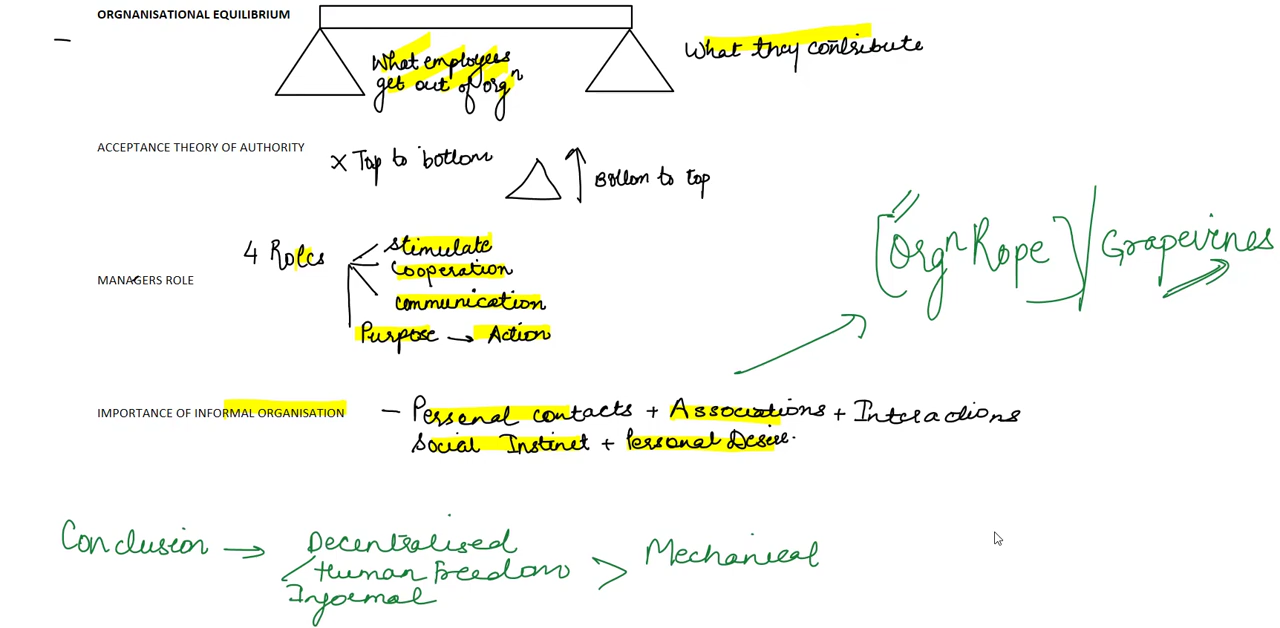 ORGNANISATIONAL EQUILIBRIUM
What employees
get out of orgⁿ
What they contribute
ACCEPTANCE THEORY OF AUTHORITY
X Top to bottom
Bottom to top
4 Roles
Stimulate
Cooperation
communication
Purpose → Action
MANAGERS ROLE
[Orgⁿ Rope] / Grapevines
IMPORTANCE OF INFORMAL ORGANISATION
- Personal contacts + Associations + Interactions
Social Instinct + Personal Desire.
Conclusion → Decentralised
Human Freedom > Mechanical
Informal